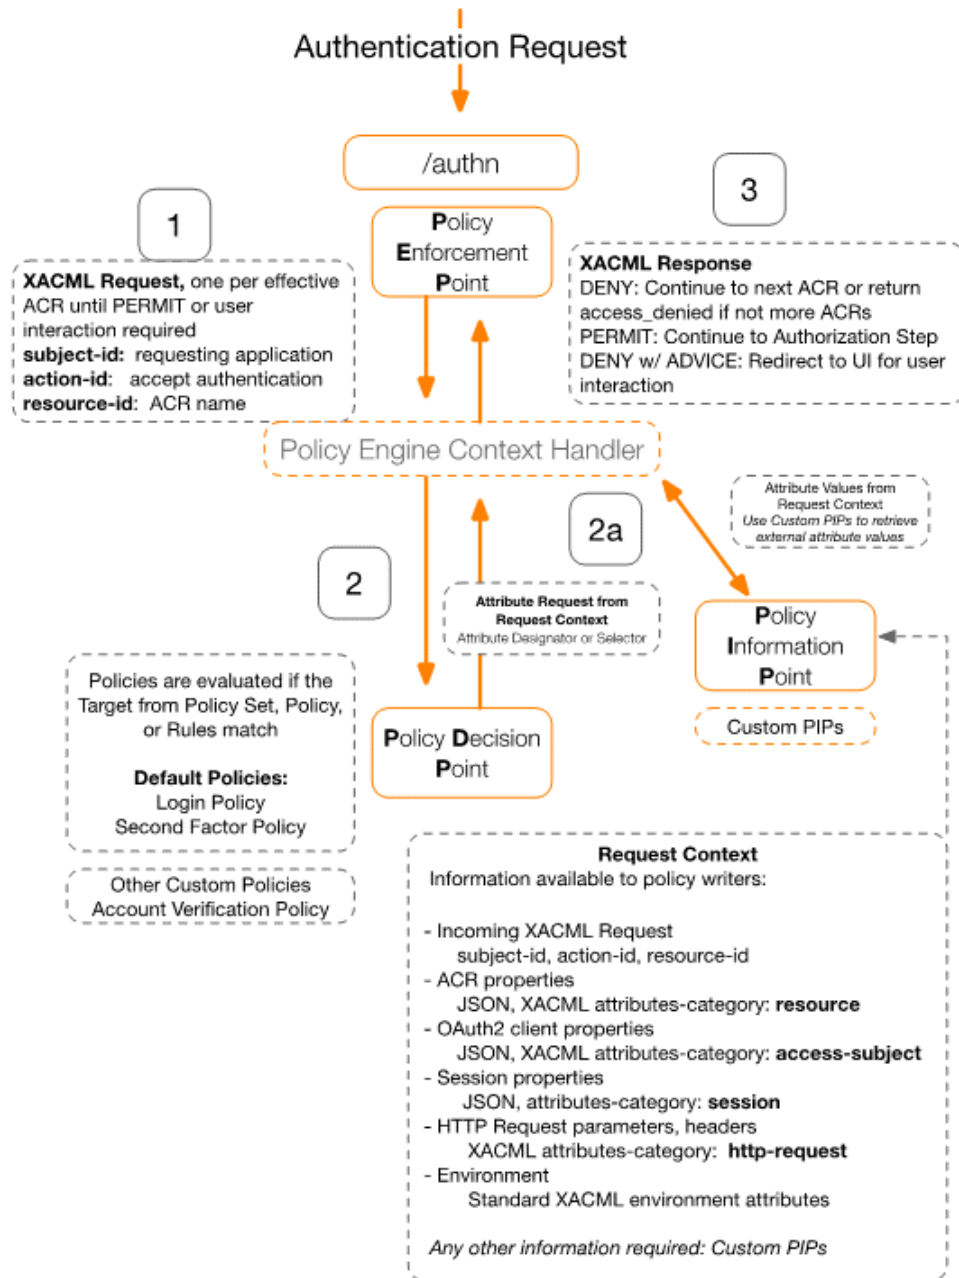 Authentication Request
/authn
3
1
Policy
Enforcement
Point
XACML Request, one per effective
ACR until PERMIT or user
interaction required
subject-id: requesting application
action-id: accept authentication
resource-id: ACR name
XACML Response
DENY: Continue to next ACR or return
access_denied if not more ACRs
PERMIT: Continue to Authorization Step
DENY w/ ADVICE: Redirect to UI for user
interaction
Policy Engine Context Handler
Attribute Values from
Request Context
Use Custom PIPs to retrieve
external attribute values
2a
2
Attribute Request from
Request Context
Attribute Designator or Selector
Policy
Information
Point
Custom PIPs
Policies are evaluated if the
Target from Policy Set, Policy,
or Rules match
Default Policies:
Login Policy
Second Factor Policy
Policy Decision
Point
Other Custom Policies
Account Verification Policy
Request Context
Information available to policy writers:
- Incoming XACML Request
subject-id, action-id, resource-id
- ACR properties
JSON, XACML attributes-category: resource
- OAuth2 client properties
JSON, XACML attributes-category: access-subject
- Session properties
JSON, attributes-category: session
- HTTP Request parameters, headers
XACML attributes-category: http-request
- Environment
Standard XACML environment attributes
Any other information required: Custom PIPs